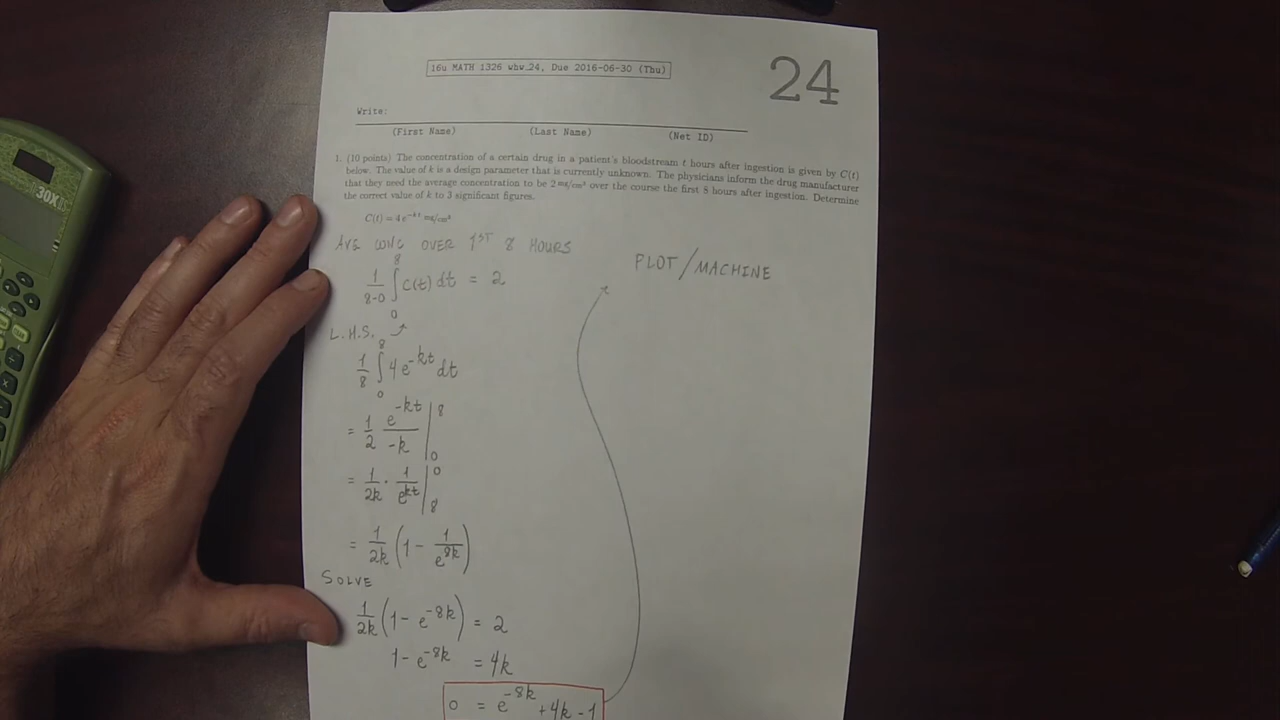 16u MATH 1326 whw_24, Due 2016-06-30 (Thu)
24
Write:
(First Name) (Last Name) (Net ID)
1. (10 points) The concentration of a certain drug in a patient's bloodstream t hours after ingestion is given by C(t)
below. The value of k is a design parameter that is currently unknown. The physicians inform the drug manufacturer
that they need the average concentration to be 2 mg/cm³ over the course the first 8 hours after ingestion. Determine
the correct value of k to 3 significant figures.
C(t) = 4 e^{-kt} mg/cm³
AVG CONC OVER 1ST 8 HOURS
1/(8-0) ∫_0^8 C(t) dt = 2
L.H.S.
1/8 ∫_0^8 4e^{-kt} dt
= 1/2 e^{-kt}/-k |_0^8
= 1/2k · 1/e^{kt} |_8^0
= 1/2k (1 - 1/e^{8k})
SOLVE
1/2k (1 - e^{-8k}) = 2
1 - e^{-8k} = 4k
0 = e^{-8k} + 4k - 1
PLOT/MACHINE
30X